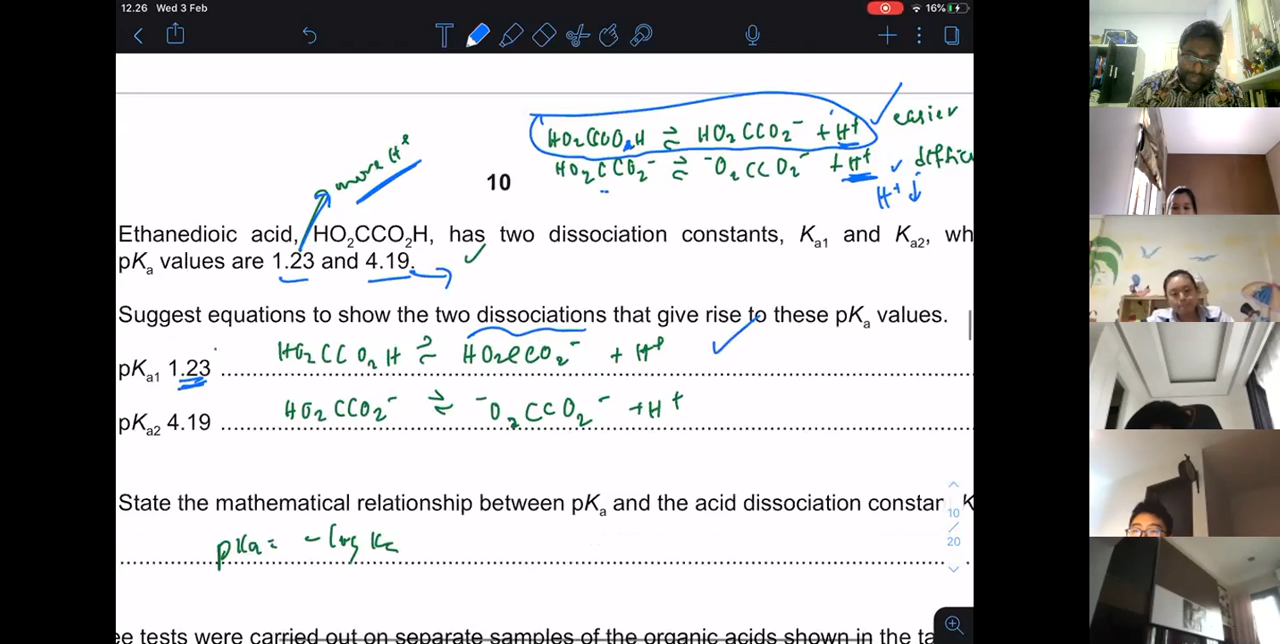 12.26 Wed 3 Feb
16%
HO2CCO2H ⇌ HO2CCO2⁻ + H⁺ easier
HO2CCO2⁻ ⇌ ⁻O2CCO2⁻ + H⁺
H⁺ ↓
more H⁺
10
Ethanedioic acid, HO₂CCO₂H, has two dissociation constants, Kₐ₁ and Kₐ₂, wh
pKₐ values are 1.23 and 4.19.
Suggest equations to show the two dissociations that give rise to these pKₐ values.
pKₐ₁ 1.23 HO2CCO2H ⇌ HO2CCO2⁻ + H⁺
pKₐ₂ 4.19 HO2CCO2⁻ ⇌ ⁻O2CCO2⁻ + H⁺
State the mathematical relationship between pKₐ and the acid dissociation constan K
pKa = - log Ka
10
/
20
ee tests were carried out on separate samples of the organic acids shown in the ta